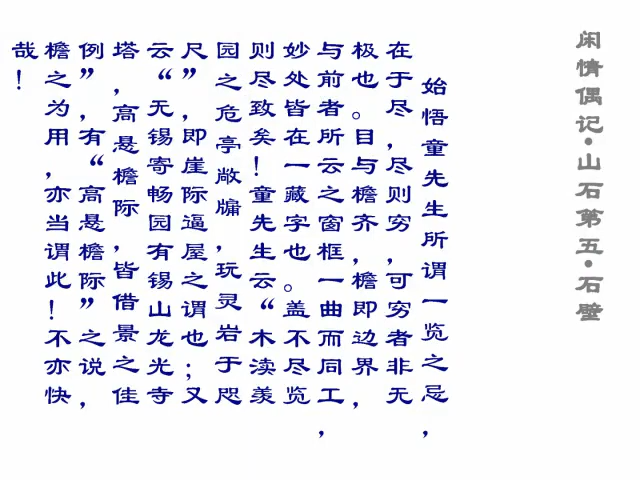 闲情偶记•山石第五•石壁
始悟童先生所谓一览之忌，
在于尽，尽则穷，可穷者非无
极也。目与檐齐，檐即边界，
与前者所云之窗框一曲而同工，
妙处皆在一藏字也。盖不尽览
则尽致矣！童先生云“木渎羡
园之危亭敞牖，玩灵岩于咫
尺”，即崖际逼屋之谓也；又
云“无锡寄畅园有锡山龙光寺
塔，高悬檐际，皆借景之佳
例”，有“高悬檐际”之说，
檐之为用，亦当谓此！不亦快
哉！